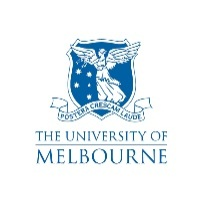 POSTERA CRESCAM LAUDE
THE UNIVERSITY OF
MELBOURNE